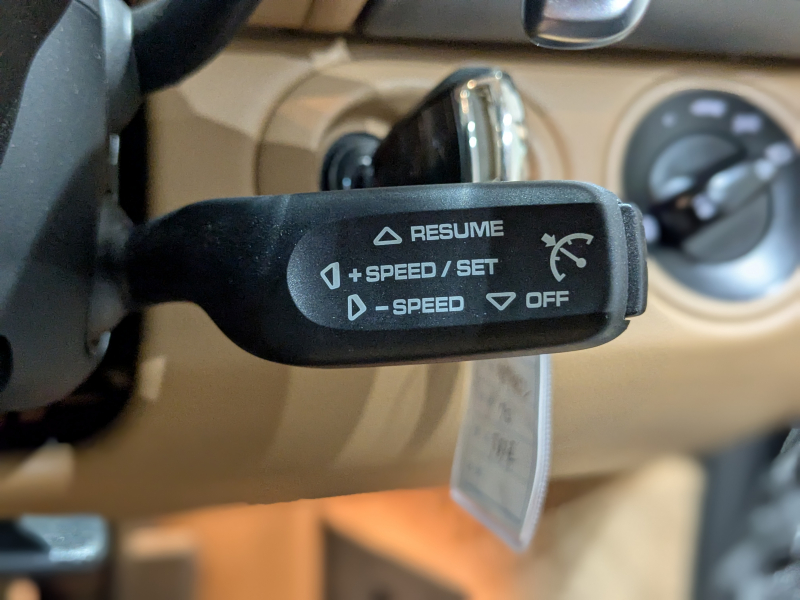 RESUME
+ SPEED / SET
– SPEED OFF